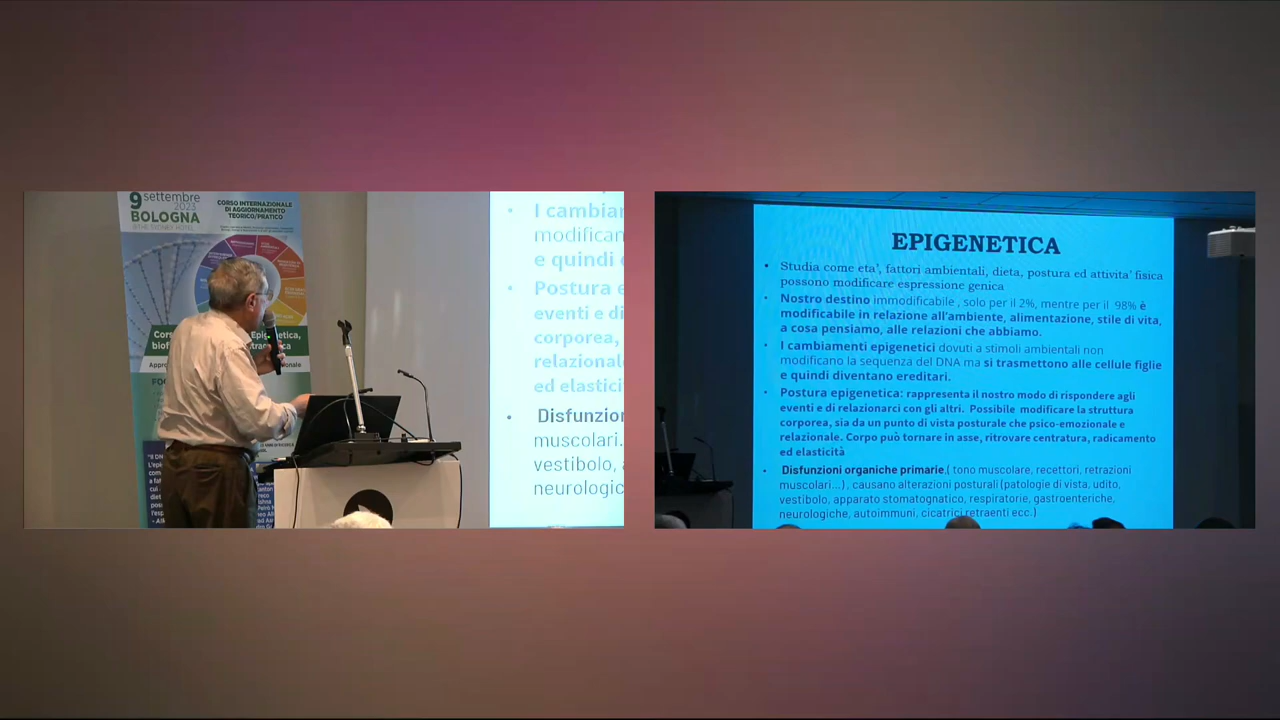 9 settembre
2023
BOLOGNA
@THE SYDNEY HOTEL
CORSO INTERNAZIONALE
DI AGGIORNAMENTO
TEORICO/PRATICO
I cambiar
modifican
e quindi e
Postura e
eventi e di
corporea,
relazional
ed elastici
Disfunzio
muscolari.
vestibolo, a
neurologic
EPIGENETICA
• Studia come eta', fattori ambientali, dieta, postura ed attivita' fisica
possono modificare espressione genica
• Nostro destino immodificabile , solo per il 2%, mentre per il 98% è
modificabile in relazione all'ambiente, alimentazione, stile di vita,
a cosa pensiamo, alle relazioni che abbiamo.
• I cambiamenti epigenetici dovuti a stimoli ambientali non
modificano la sequenza del DNA ma si trasmettono alle cellule figlie
e quindi diventano ereditari.
• Postura epigenetica: rappresenta il nostro modo di rispondere agli
eventi e di relazionarci con gli altri. Possibile modificare la struttura
corporea, sia da un punto di vista posturale che psico-emozionale e
relazionale. Corpo può tornare in asse, ritrovare centratura, radicamento
ed elasticità
• Disfunzioni organiche primarie,( tono muscolare, recettori, retrazioni
muscolari...) , causano alterazioni posturali (patologie di vista, udito,
vestibolo, apparato stomatognatico, respiratorie, gastroenteriche,
neurologiche, autoimmuni, cicatrici retraenti ecc.)